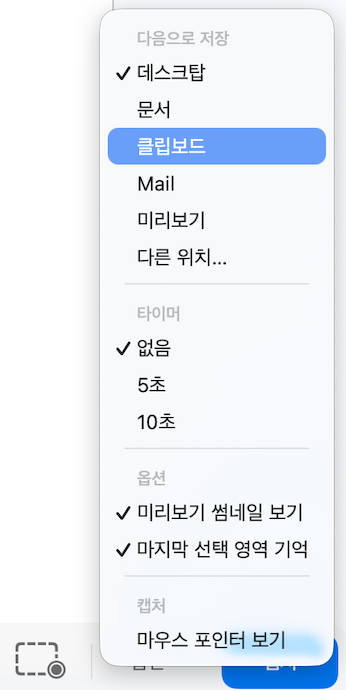 다음으로 저장
✓ 데스크탑
문서
클립보드
Mail
미리보기
다른 위치...
타이머
✓ 없음
5초
10초
옵션
✓ 미리보기 썸네일 보기
✓ 마지막 선택 영역 기억
캡처
마우스 포인터 보기